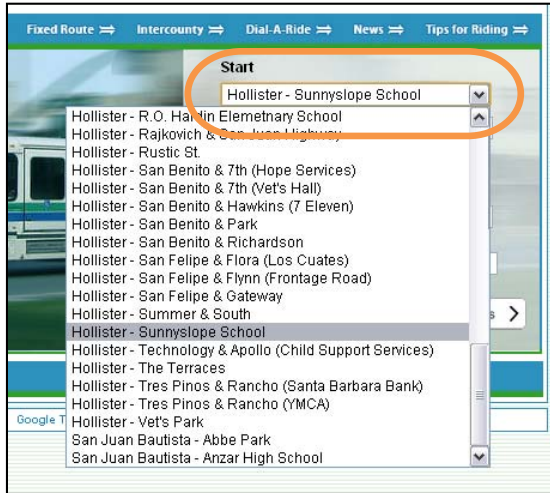 Fixed Route ⇒ Intercounty ⇒ Dial-A-Ride ⇒ News ⇒ Tips for Riding ⇒
Start
Hollister - Sunnyslope School
Hollister - R.O. Hardin Elemetnary School
Hollister - Rajkovich & San Juan Highway
Hollister - Rustic St.
Hollister - San Benito & 7th (Hope Services)
Hollister - San Benito & 7th (Vet's Hall)
Hollister - San Benito & Hawkins (7 Eleven)
Hollister - San Benito & Park
Hollister - San Benito & Richardson
Hollister - San Felipe & Flora (Los Cuates)
Hollister - San Felipe & Flynn (Frontage Road)
Hollister - San Felipe & Gateway
Hollister - Summer & South
Hollister - Sunnyslope School
Hollister - Technology & Apollo (Child Support Services)
Hollister - The Terraces
Hollister - Tres Pinos & Rancho (Santa Barbara Bank)
Hollister - Tres Pinos & Rancho (YMCA)
Hollister - Vet's Park
San Juan Bautista - Abbe Park
San Juan Bautista - Anzar High School
s
Google T